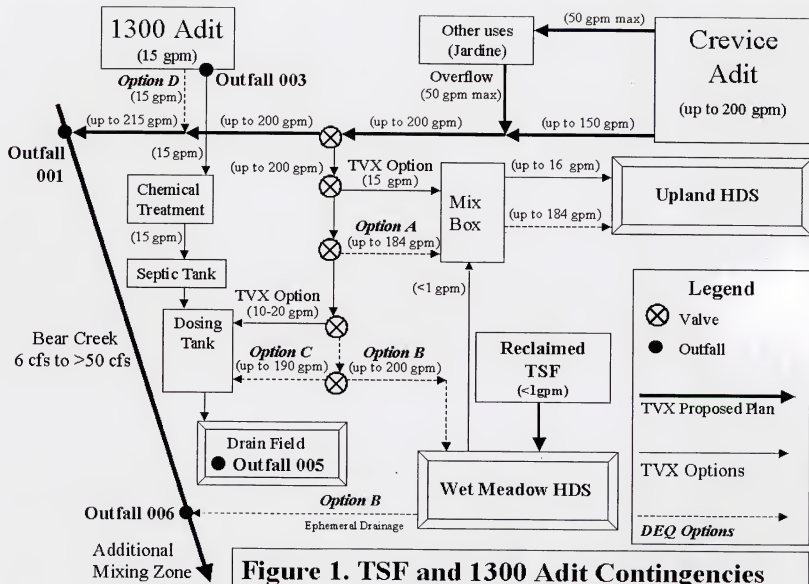 1300 Adit
(15 gpm)
Option D
(15 gpm)
Outfall 003
Other uses
(Jardine)
Overflow
(50 gpm max)
(50 gpm max)
Crevice
Adit
(up to 200 gpm)
(up to 215 gpm)
(up to 200 gpm)
(up to 200 gpm)
(up to 150 gpm)
Outfall
001
(15 gpm)
(up to 200 gpm)
TVX Option
(15 gpm)
Mix
Box
(up to 16 gpm)
(up to 184 gpm)
Upland HDS
Chemical
Treatment
Option A
(up to 184 gpm)
(15 gpm)
Septic Tank
(<1 gpm)
TVX Option
(10-20 gpm)
Dosing
Tank
Bear Creek
6 cfs to >50 cfs
Option C
(up to 190 gpm)
Option B
(up to 200 gpm)
Reclaimed
TSF
(<1gpm)
Legend
Valve
Outfall
TVX Proposed Plan
TVX Options
DEQ Options
Drain Field
Outfall 005
Wet Meadow HDS
Outfall 006
Option B
Ephemeral Drainage
Additional
Mixing Zone
Figure 1. TSF and 1300 Adit Contingencies